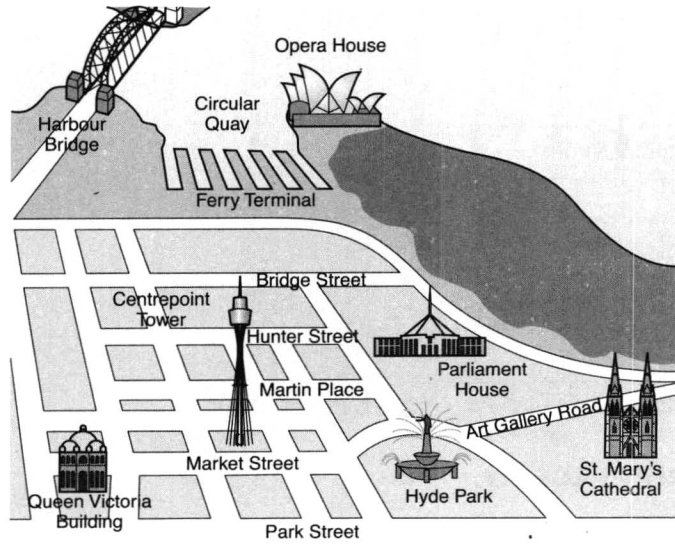 Opera House
Circular
Quay
Harbour
Bridge
Ferry Terminal
Bridge Street
Centrepoint
Tower
Hunter Street
Parliament
House
Martin Place
Art Gallery Road
Market Street
St. Mary's
Cathedral
Hyde Park
Queen Victoria
Building
Park Street